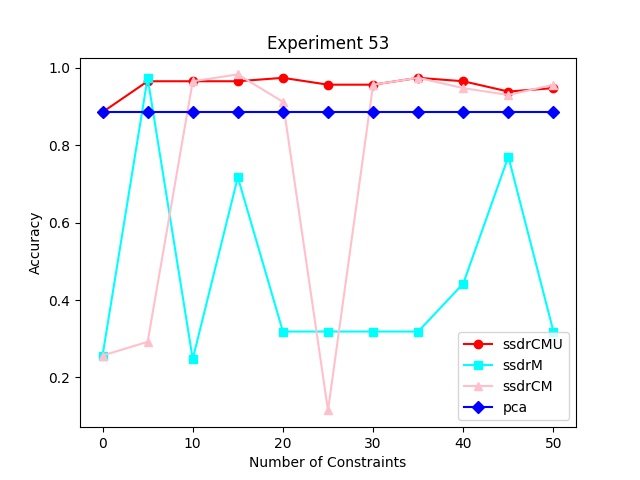 Experiment 53
1.0
0.8
0.6
0.4
0.2
Accuracy
0
10
20
30
40
50
Number of Constraints
ssdrCMU
ssdrM
ssdrCM
pca